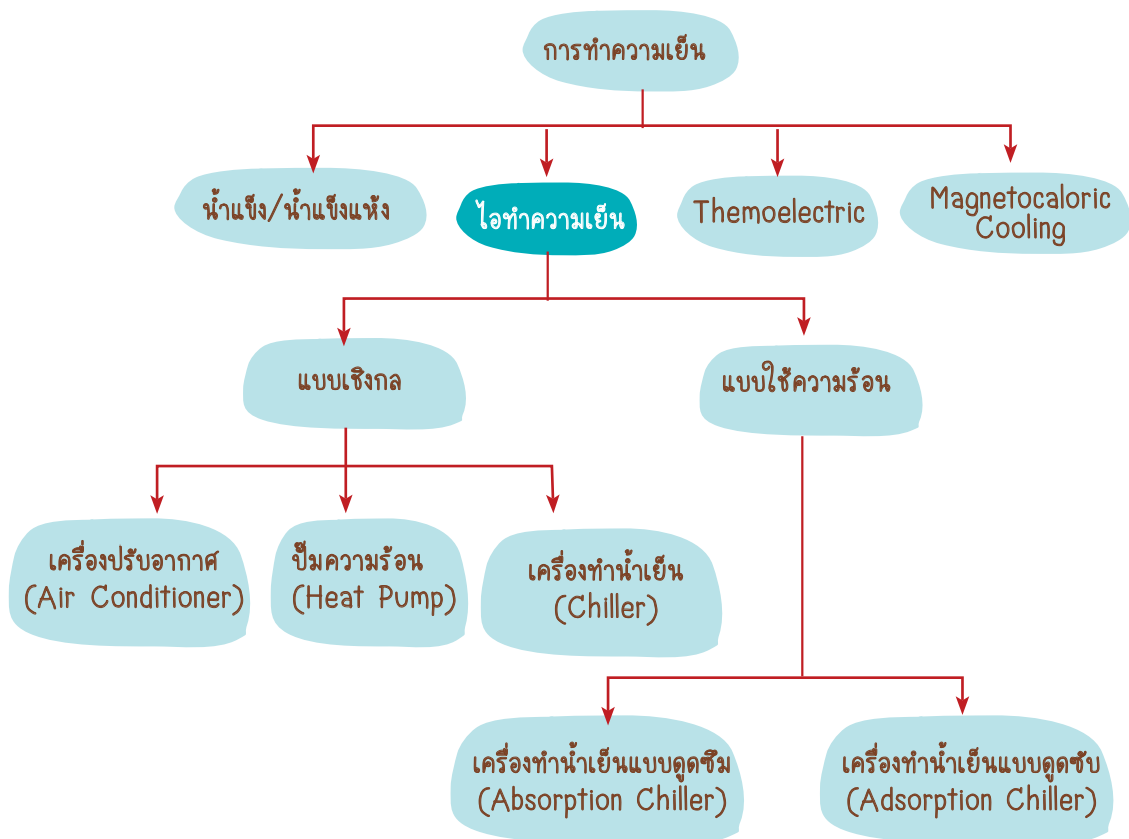 การทำความเย็น
น้ำแข็ง/น้ำแข็งแห้ง
ไอทำความเย็น
Themoelectric
Magnetocaloric
Cooling
แบบเชิงกล
แบบใช้ความร้อน
เครื่องปรับอากาศ
(Air Conditioner)
ปั๊มความร้อน
(Heat Pump)
เครื่องทำน้ำเย็น
(Chiller)
เครื่องทำน้ำเย็นแบบดูดซึม
(Absorption Chiller)
เครื่องทำน้ำเย็นแบบดูดซับ
(Adsorption Chiller)